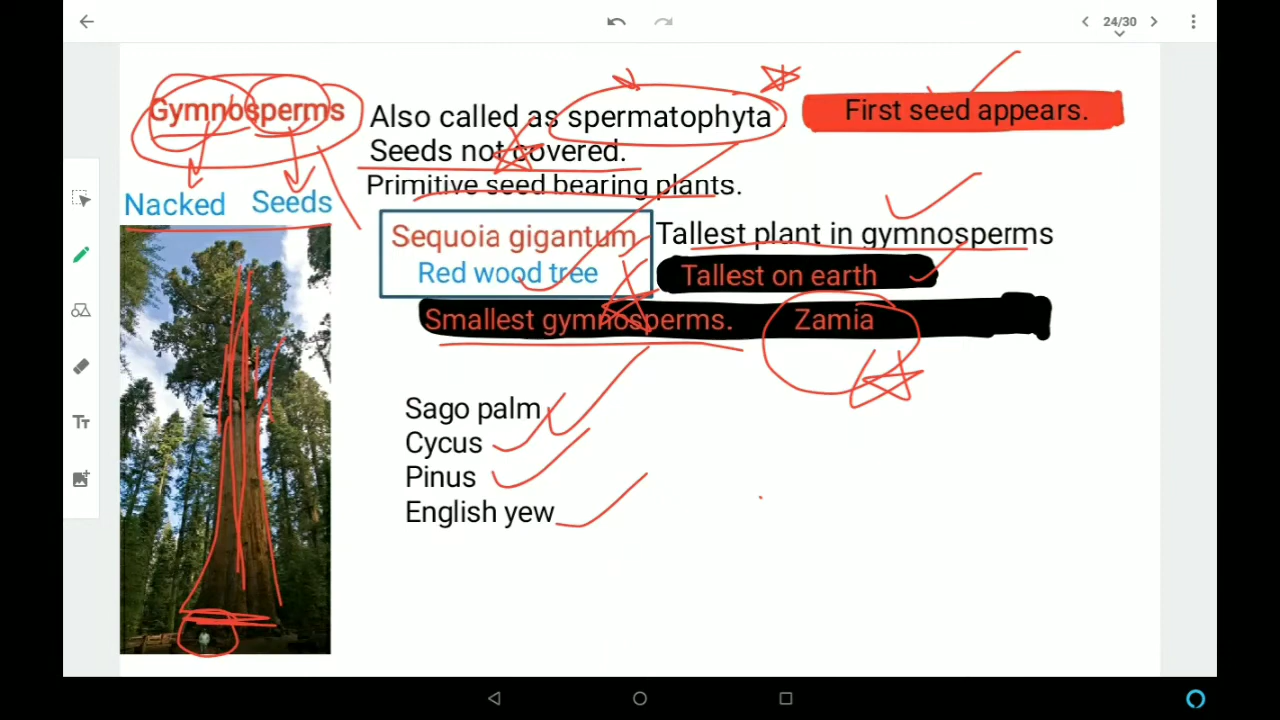 24/30
Gymnosperms
Nacked Seeds
Also called as spermatophyta.
First seed appears.
Seeds not covered.
Primitive seed bearing plants.
Sequoia gigantum
Red wood tree
Tallest plant in gymnosperms
Tallest on earth
Smallest gymnosperms. Zamia
Sago palm
Cycus
Pinus
English yew
Tт